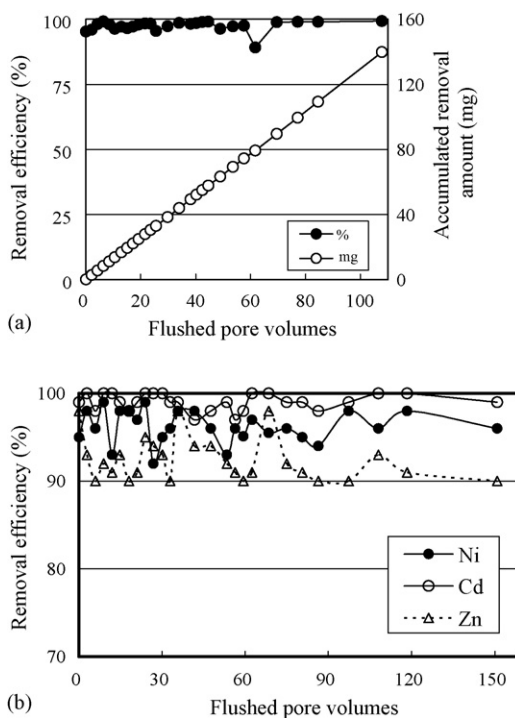 100
75
50
25
0
Removal efficiency (%)
160
120
80
40
0
Accumulated removal
amount (mg)
%
mg
0 20 40 60 80 100
Flushed pore volumes
(a)
100
90
80
70
Removal efficiency (%)
Ni
Cd
Zn
0 30 60 90 120 150
Flushed pore volumes
(b)